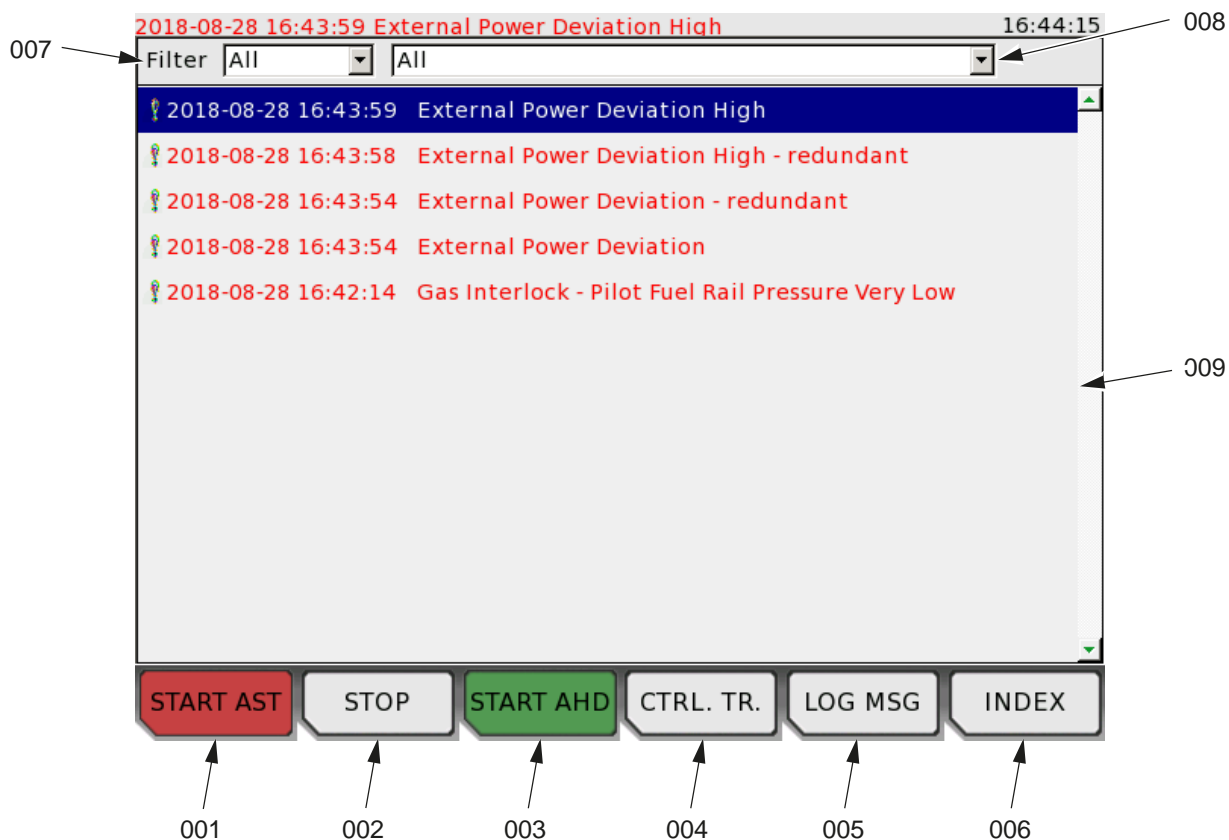 2018-08-28 16:43:59 External Power Deviation High 16:44:15
008
007
Filter All All
2018-08-28 16:43:59 External Power Deviation High
2018-08-28 16:43:58 External Power Deviation High - redundant
2018-08-28 16:43:54 External Power Deviation - redundant
2018-08-28 16:43:54 External Power Deviation
2018-08-28 16:42:14 Gas Interlock - Pilot Fuel Rail Pressure Very Low
009
START AST STOP START AHD CTRL. TR. LOG MSG INDEX
001 002 003 004 005 006